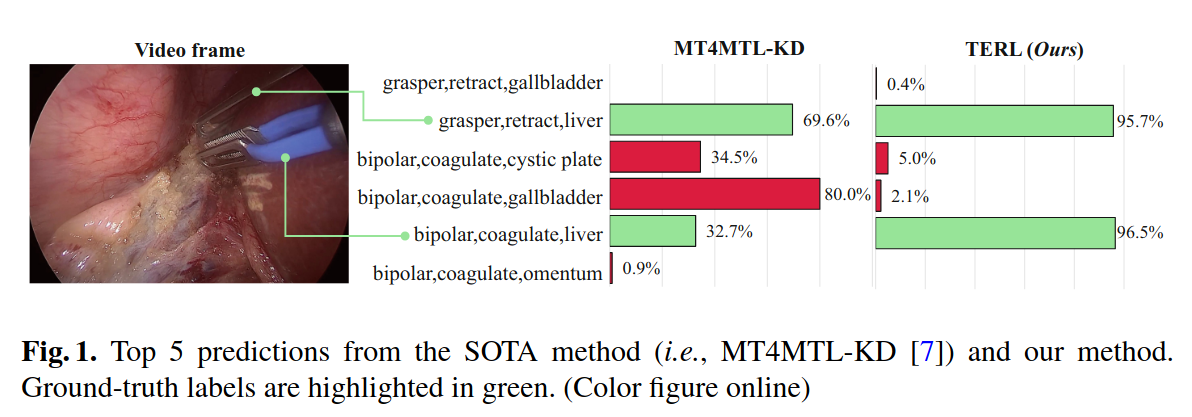 Video frame
MT4MTL-KD
TERL (Ours)
grasper,retract,gallbladder
0.4%
grasper,retract,liver
69.6%
95.7%
bipolar,coagulate,cystic plate
34.5%
5.0%
bipolar,coagulate,gallbladder
80.0%
2.1%
bipolar,coagulate,liver
32.7%
96.5%
bipolar,coagulate,omentum
0.9%
Fig. 1. Top 5 predictions from the SOTA method (i.e., MT4MTL-KD [7]) and our method.
Ground-truth labels are highlighted in green. (Color figure online)